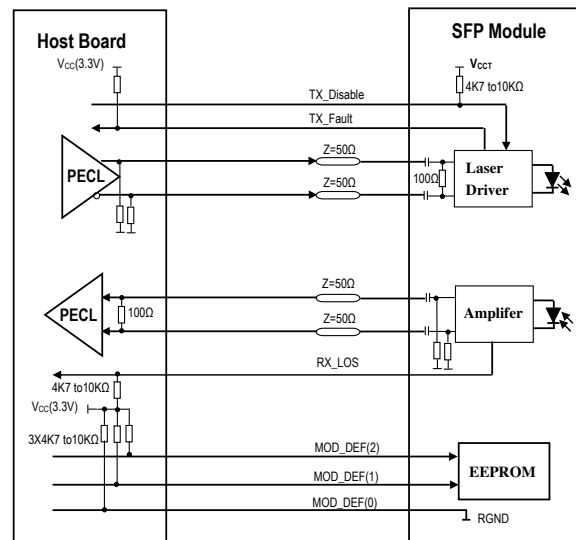 Host Board
SFP Module
VCC(3.3V)
VCCT
4K7 to10KΩ
TX_Disable
TX_Fault
PECL
Z=50Ω
Z=50Ω
100Ω
Laser
Driver
Z=50Ω
Z=50Ω
PECL
100Ω
Amplifer
RX_LOS
4K7 to10KΩ
VCC(3.3V)
3X4K7 to10KΩ
MOD_DEF(2)
MOD_DEF(1)
EEPROM
MOD_DEF(0)
RGND